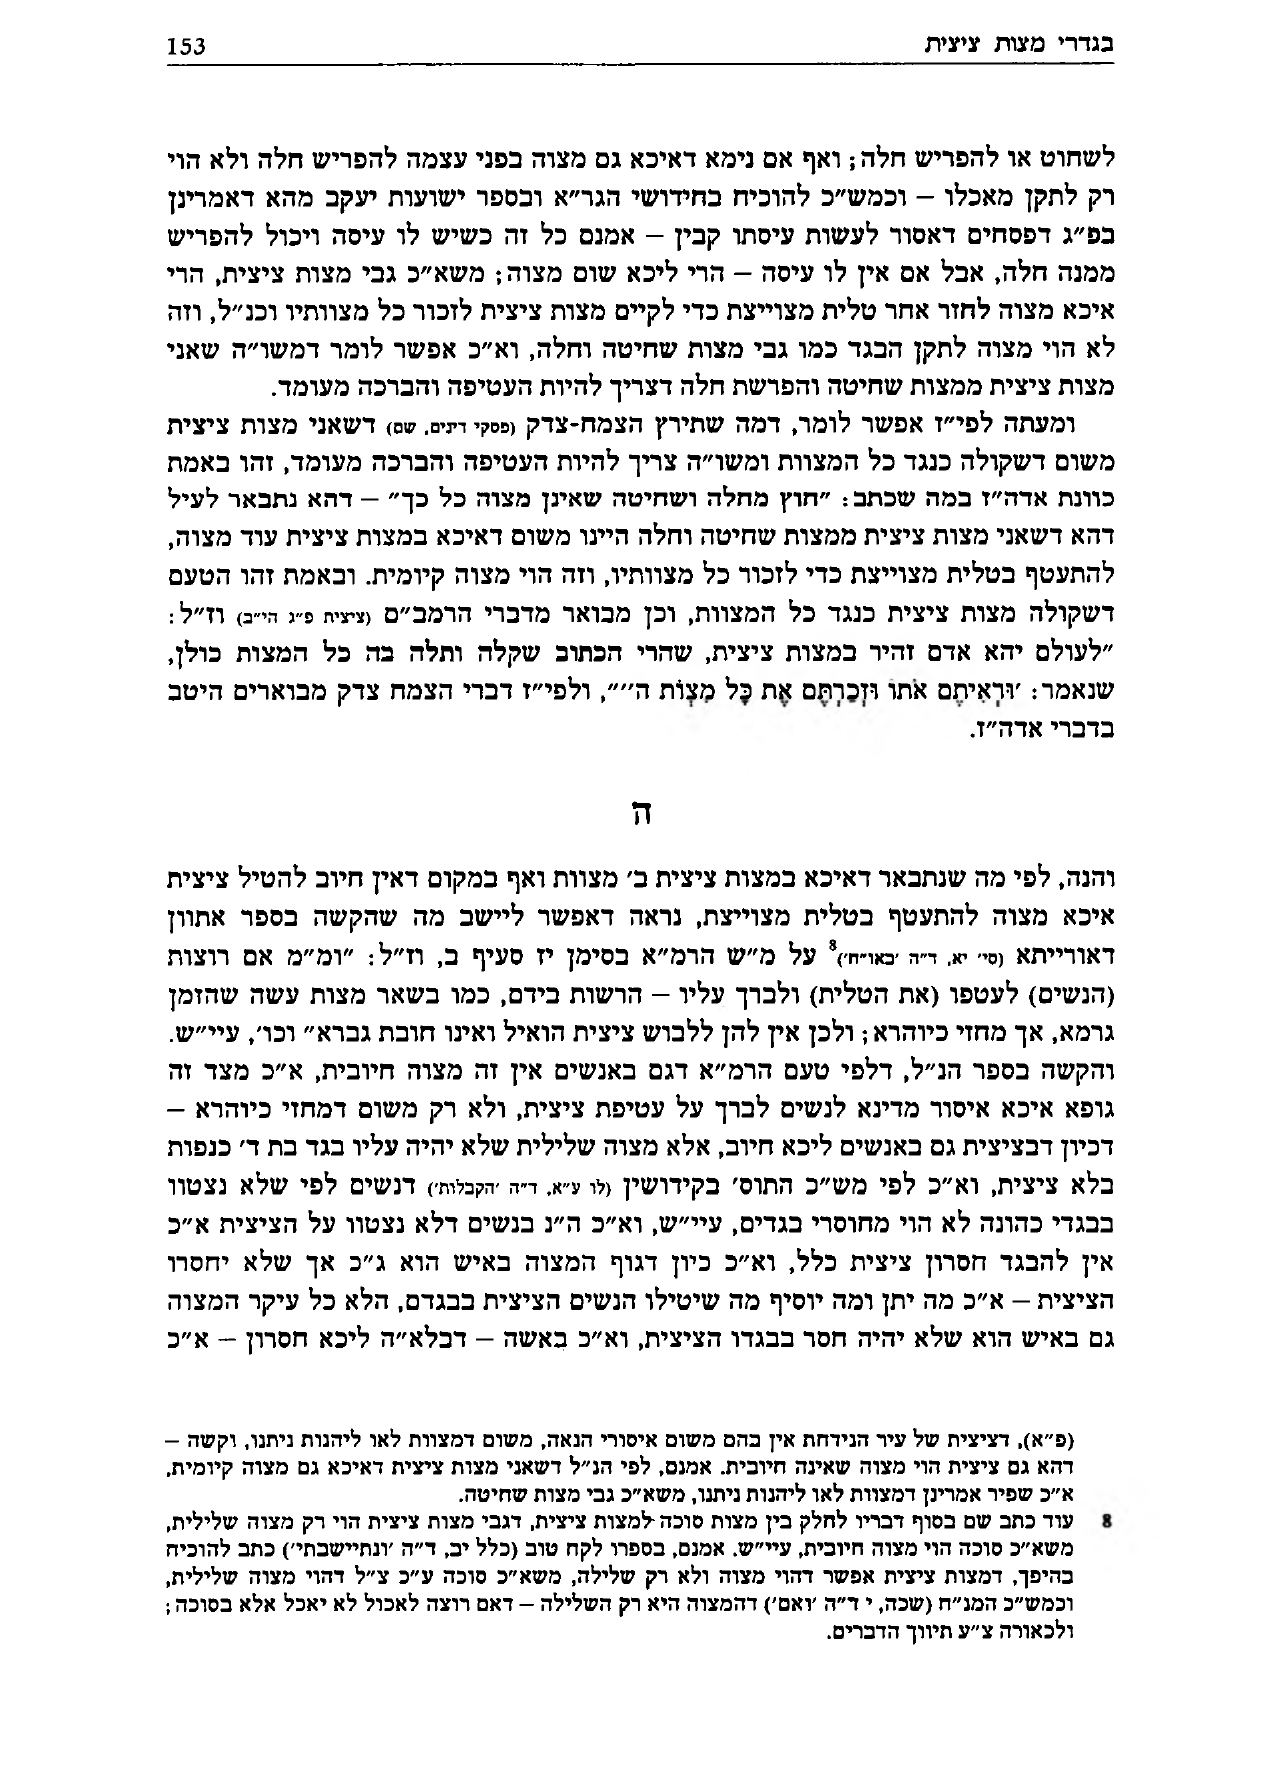 בגדרי מצות ציצית 153
לשחוט או להפריש חלה; ואף אם נימא דאיכא גם מצוה בפני עצמה להפריש חלה ולא הוי
רק לתקן מאכלו – וכמש״כ להוכיח בחידושי הגר״א ובספר ישועות יעקב מהא דאמרינן
בפ״ג דפסחים דאסור לעשות עיסתו קבין – אמנם כל זה כשיש לו עיסה ויכול להפריש
ממנה חלה, אבל אם אין לו עיסה – הרי ליכא שום מצוה; משא״כ גבי מצות ציצית, הרי
איכא מצוה לחזר אחר טלית מצוייצת כדי לקיים מצות ציצית לזכור כל מצוותיו וכנ״ל, וזה
לא הוי מצוה לתקן הבגד כמו גבי מצות שחיטה וחלה, וא״כ אפשר לומר דמשו״ה שאני
מצות ציצית ממצות שחיטה והפרשת חלה דצריך להיות העטיפה והברכה מעומד.
ומעתה לפי״ז אפשר לומר, דמה שתירץ הצמח-צדק (פסקי דינים, שם) דשאני מצות ציצית
משום דשקולה כנגד כל המצוות ומשו״ה צריך להיות העטיפה והברכה מעומד, זהו באמת
כוונת אדה״ז במה שכתב: ״חוץ מחלה ושחיטה שאינן מצוה כל כך״ – דהא נתבאר לעיל
דהא דשאני מצות ציצית ממצות שחיטה וחלה היינו משום דאיכא במצות ציצית עוד מצוה,
להתעטף בטלית מצוייצת כדי לזכור כל מצוותיו, וזה הוי מצוה קיומית. ובאמת זהו הטעם
דשקולה מצות ציצית כנגד כל המצוות, וכן מבואר מדברי הרמב״ם (ציצית פ״ג הי״ב) וז״ל:
״לעולם יהא אדם זהיר במצות ציצית, שהרי הכתוב שקלה ותלה בה כל המצות כולן,
שנאמר: ׳וּרְאִיתֶם אֹתוֹ וּזְכַרְתֶּם אֶת כָּל מִצְוֹת ה׳׳״, ולפי״ז דברי הצמח צדק מבוארים היטב
בדברי אדה״ז.
ה
והנה, לפי מה שנתבאר דאיכא במצות ציצית ב׳ מצוות ואף במקום דאין חיוב להטיל ציצית
איכא מצוה להתעטף בטלית מצוייצת, נראה דאפשר ליישב מה שהקשה בספר אתוון
דאורייתא (סי׳ יא, ד״ה ׳באו״ח׳)8 על מ״ש הרמ״א בסימן יז סעיף ב, וז״ל: ״ומ״מ אם רוצות
(הנשים) לעטפו (את הטלית) ולברך עליו – הרשות בידם, כמו בשאר מצות עשה שהזמן
גרמא, אך מחזי כיוהרא; ולכן אין להן ללבוש ציצית הואיל ואינו חובת גברא״ וכו׳, עיי״ש.
והקשה בספר הנ״ל, דלפי טעם הרמ״א דגם באנשים אין זה מצוה חיובית, א״כ מצד זה
גופא איכא איסור מדינא לנשים לברך על עטיפת ציצית, ולא רק משום דמחזי כיוהרא –
דכיון דבציצית גם באנשים ליכא חיוב, אלא מצוה שלילית שלא יהיה עליו בגד בת ד׳ כנפות
בלא ציצית, וא״כ לפי מש״כ התוס׳ בקידושין (לו ע״א, ד״ה ׳הקבלות׳) דנשים לפי שלא נצטוו
בבגדי כהונה לא הוי מחוסרי בגדים, עיי״ש, וא״כ ה״נ בנשים דלא נצטוו על הציצית א״כ
אין להבגד חסרון ציצית כלל, וא״כ כיון דגוף המצוה באיש הוא ג״כ אך שלא יחסרו
הציצית – א״כ מה יתן ומה יוסיף מה שיטילו הנשים הציצית בבגדם, הלא כל עיקר המצוה
גם באיש הוא שלא יהיה חסר בבגדו הציצית, וא״כ באשה – דבלא״ה ליכא חסרון – א״כ
(פ״א), דציצית של עיר הנידחת אין בהם משום איסורי הנאה, משום דמצוות לאו ליהנות ניתנו, וקשה –
דהא גם ציצית הוי מצוה שאינה חיובית. אמנם, לפי הנ״ל דשאני מצות ציצית דאיכא גם מצוה קיומית,
א״כ שפיר אמרינן דמצוות לאו ליהנות ניתנו, משא״כ גבי מצות שחיטה.
8 עוד כתב שם בסוף דבריו לחלק בין מצות סוכה למצות ציצית, דגבי מצות ציצית הוי רק מצוה שלילית,
משא״כ סוכה הוי מצוה חיובית, עיי״ש. אמנם, בספרו לקח טוב (כלל יב, ד״ה ׳ונתיישבתי׳) כתב להוכיח
בהיפך, דמצות ציצית אפשר דהוי מצוה ולא רק שלילה, משא״כ סוכה ע״כ צ״ל דהוי מצוה שלילית,
וכמש״כ המנ״ח (שכה, י ד״ה ׳ואם׳) דהמצוה היא רק השלילה – דאם רוצה לאכול לא יאכל אלא בסוכה;
ולכאורה צ״ע תיווך הדברים.